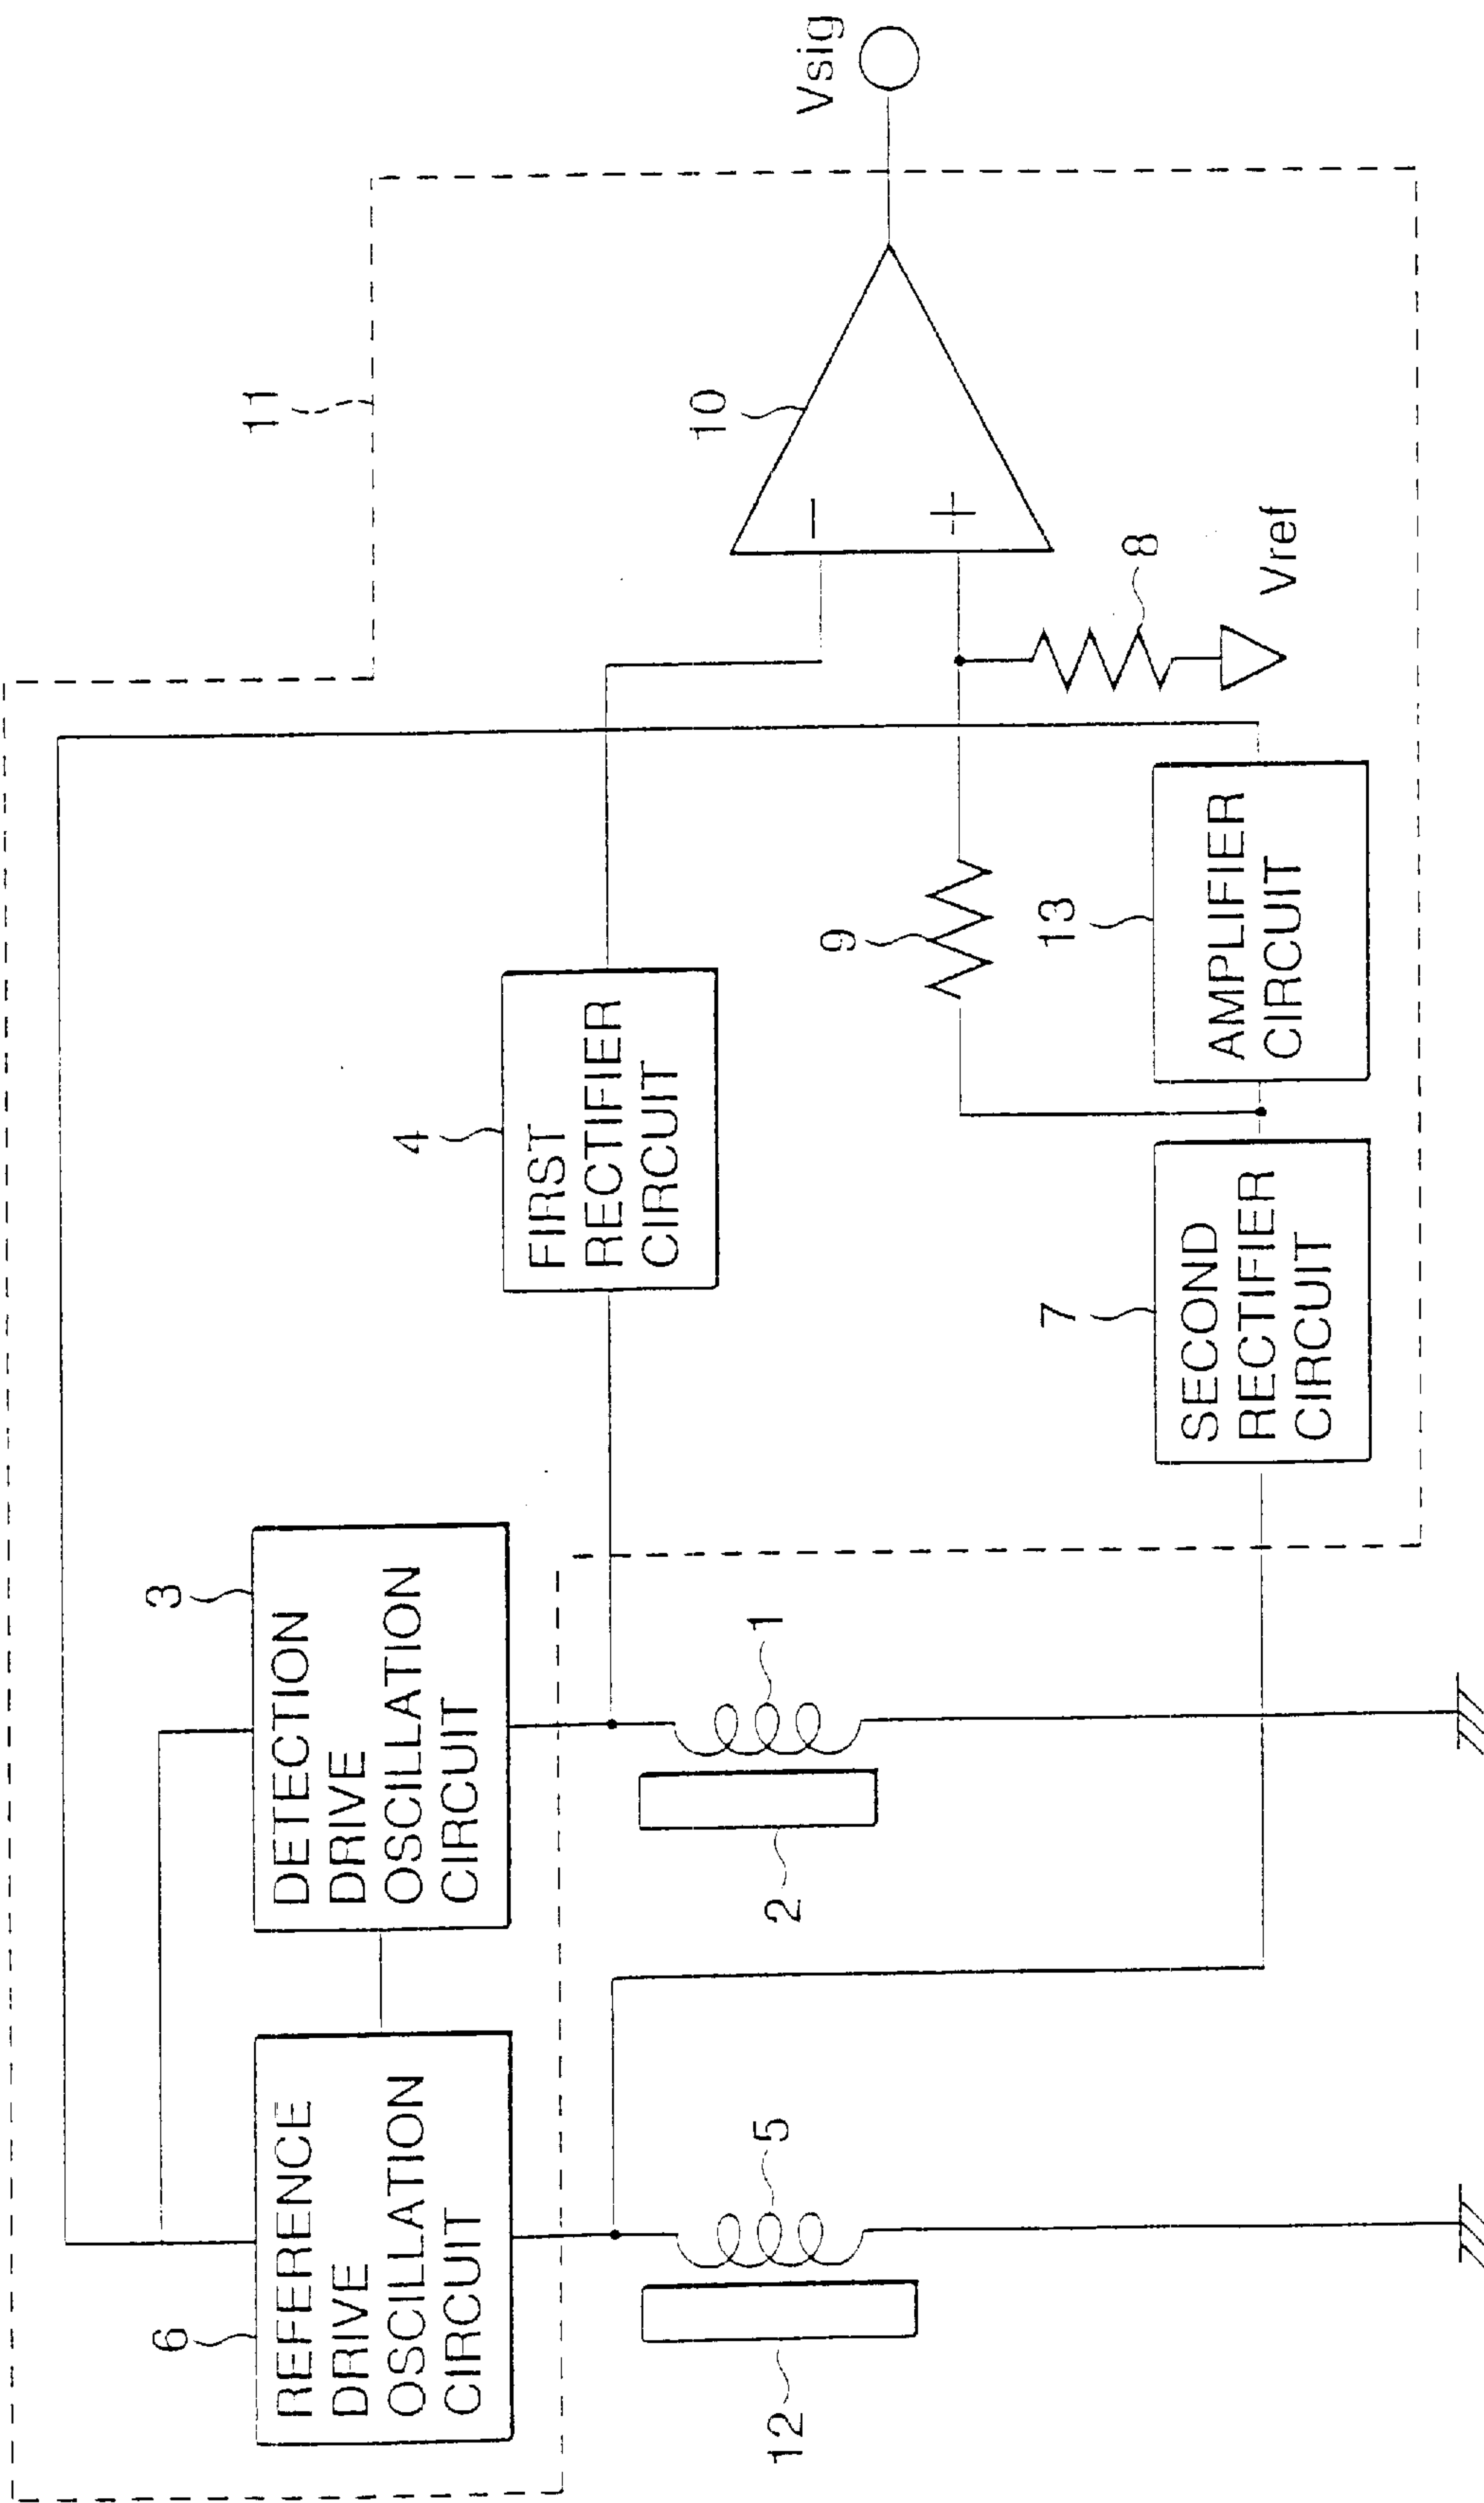 6
REFERENCE
DRIVE
OSCILLATION
CIRCUIT
3
DETECTION
DRIVE
OSCILLATION
CIRCUIT
11
4
FIRST
RECTIFIER
CIRCUIT
10
−
+
Vsig
12
5
2
1
9
8
Vref
7
SECOND
RECTIFIER
CIRCUIT
13
AMPLIFIER
CIRCUIT